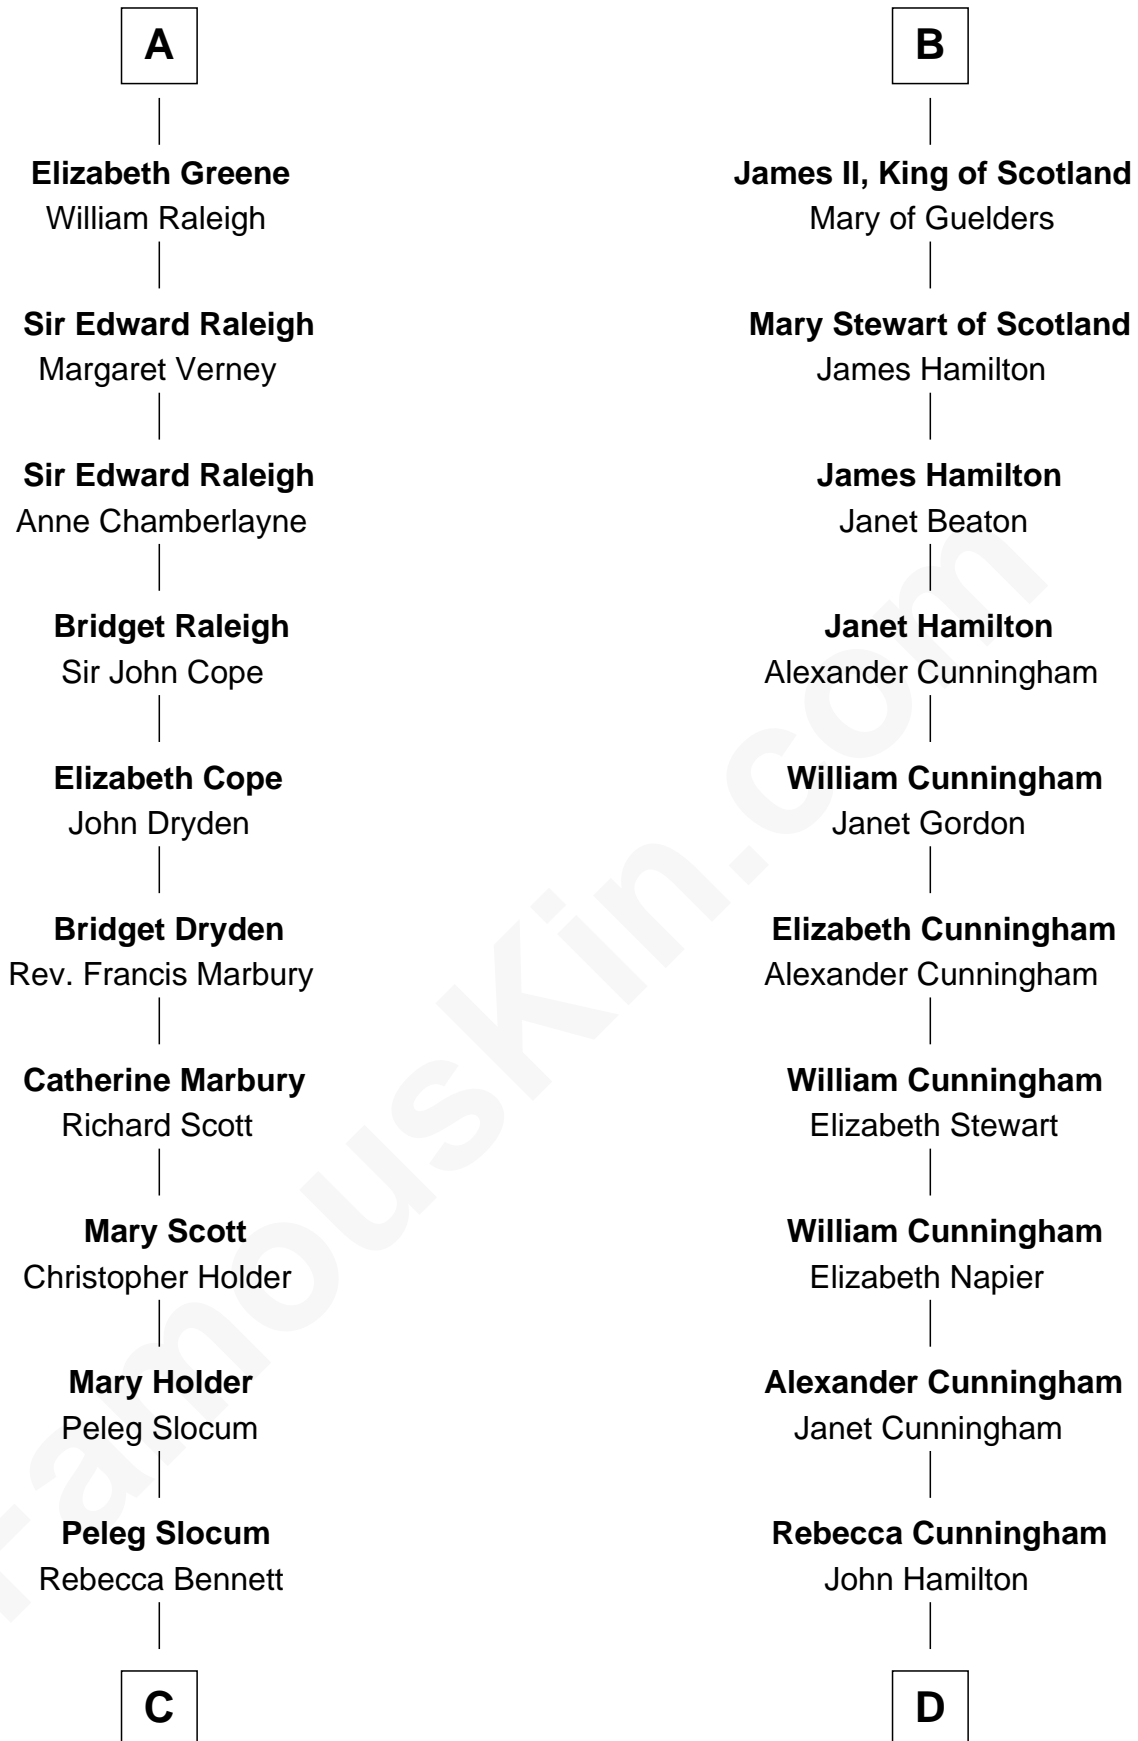 A
Elizabeth Greene
William Raleigh
Sir Edward Raleigh
Margaret Verney
Sir Edward Raleigh
Anne Chamberlayne
Bridget Raleigh
Sir John Cope
Elizabeth Cope
John Dryden
Bridget Dryden
Rev. Francis Marbury
Catherine Marbury
Richard Scott
Mary Scott
Christopher Holder
Mary Holder
Peleg Slocum
Peleg Slocum
Rebecca Bennett
C
B
James II, King of Scotland
Mary of Guelders
Mary Stewart of Scotland
James Hamilton
James Hamilton
Janet Beaton
Janet Hamilton
Alexander Cunningham
William Cunningham
Janet Gordon
Elizabeth Cunningham
Alexander Cunningham
William Cunningham
Elizabeth Stewart
William Cunningham
Elizabeth Napier
Alexander Cunningham
Janet Cunningham
Rebecca Cunningham
John Hamilton
D
FamousKin.com